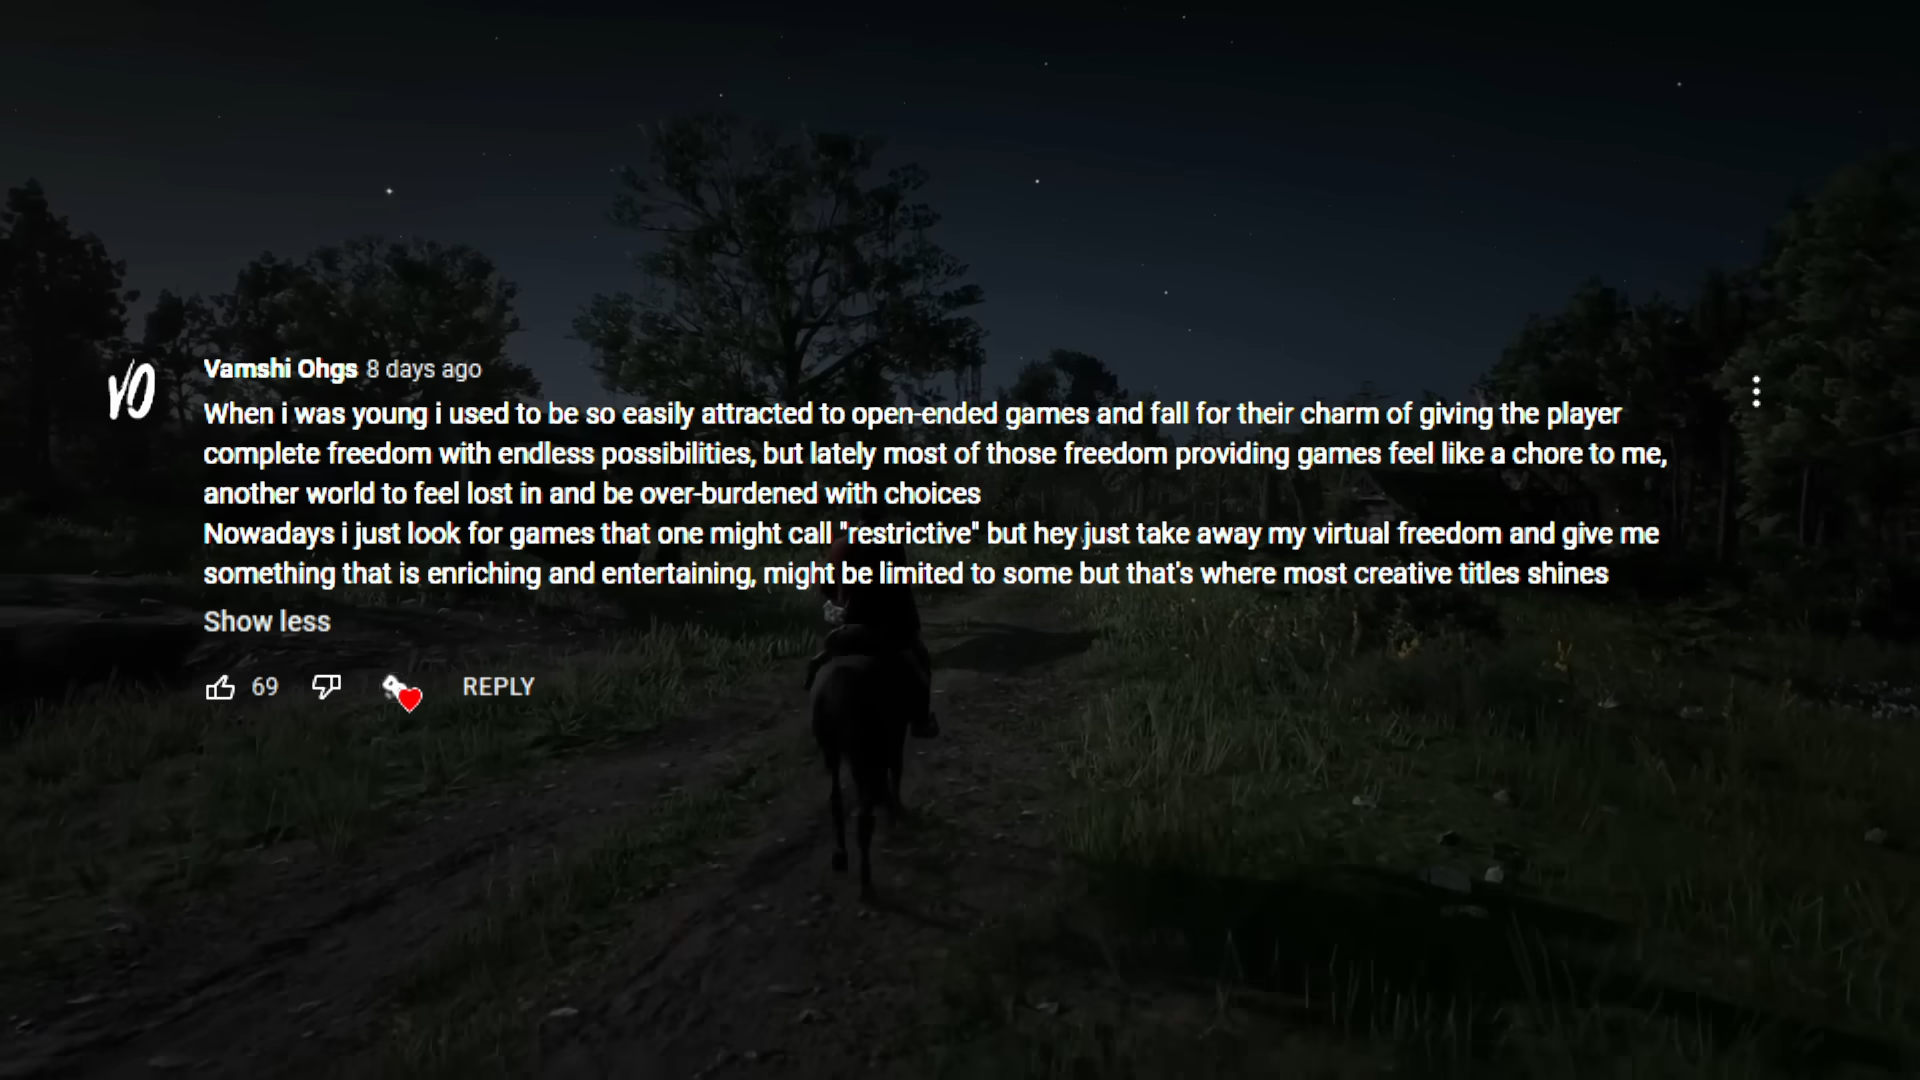 VO
Vamshi Ohgs 8 days ago
When i was young i used to be so easily attracted to open-ended games and fall for their charm of giving the player
complete freedom with endless possibilities, but lately most of those freedom providing games feel like a chore to me,
another world to feel lost in and be over-burdened with choices
Nowadays i just look for games that one might call "restrictive" but hey just take away my virtual freedom and give me
something that is enriching and entertaining, might be limited to some but that's where most creative titles shines
Show less
69 REPLY